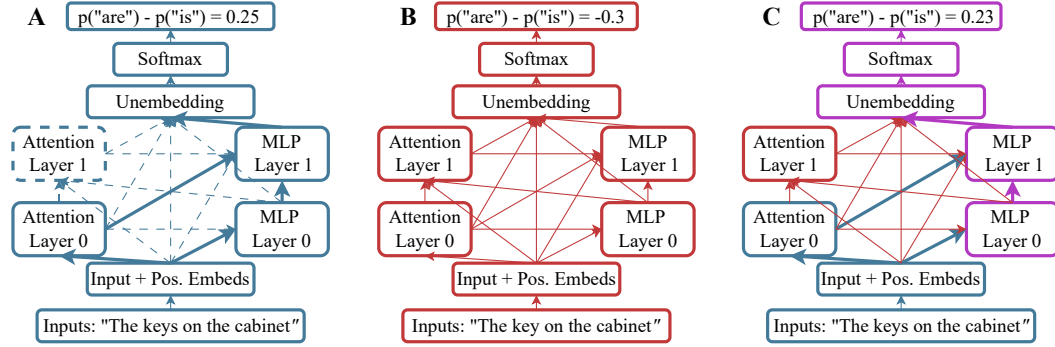 A
p("are") - p("is") = 0.25
Softmax
Unembedding
Attention
Layer 1
MLP
Layer 1
Attention
Layer 0
MLP
Layer 0
Input + Pos. Embeds
Inputs: "The keys on the cabinet"
B
p("are") - p("is") = -0.3
Softmax
Unembedding
Attention
Layer 1
MLP
Layer 1
Attention
Layer 0
MLP
Layer 0
Input + Pos. Embeds
Inputs: "The key on the cabinet"
C
p("are") - p("is") = 0.23
Softmax
Unembedding
Attention
Layer 1
MLP
Layer 1
Attention
Layer 0
MLP
Layer 0
Input + Pos. Embeds
Inputs: "The keys on the cabinet"